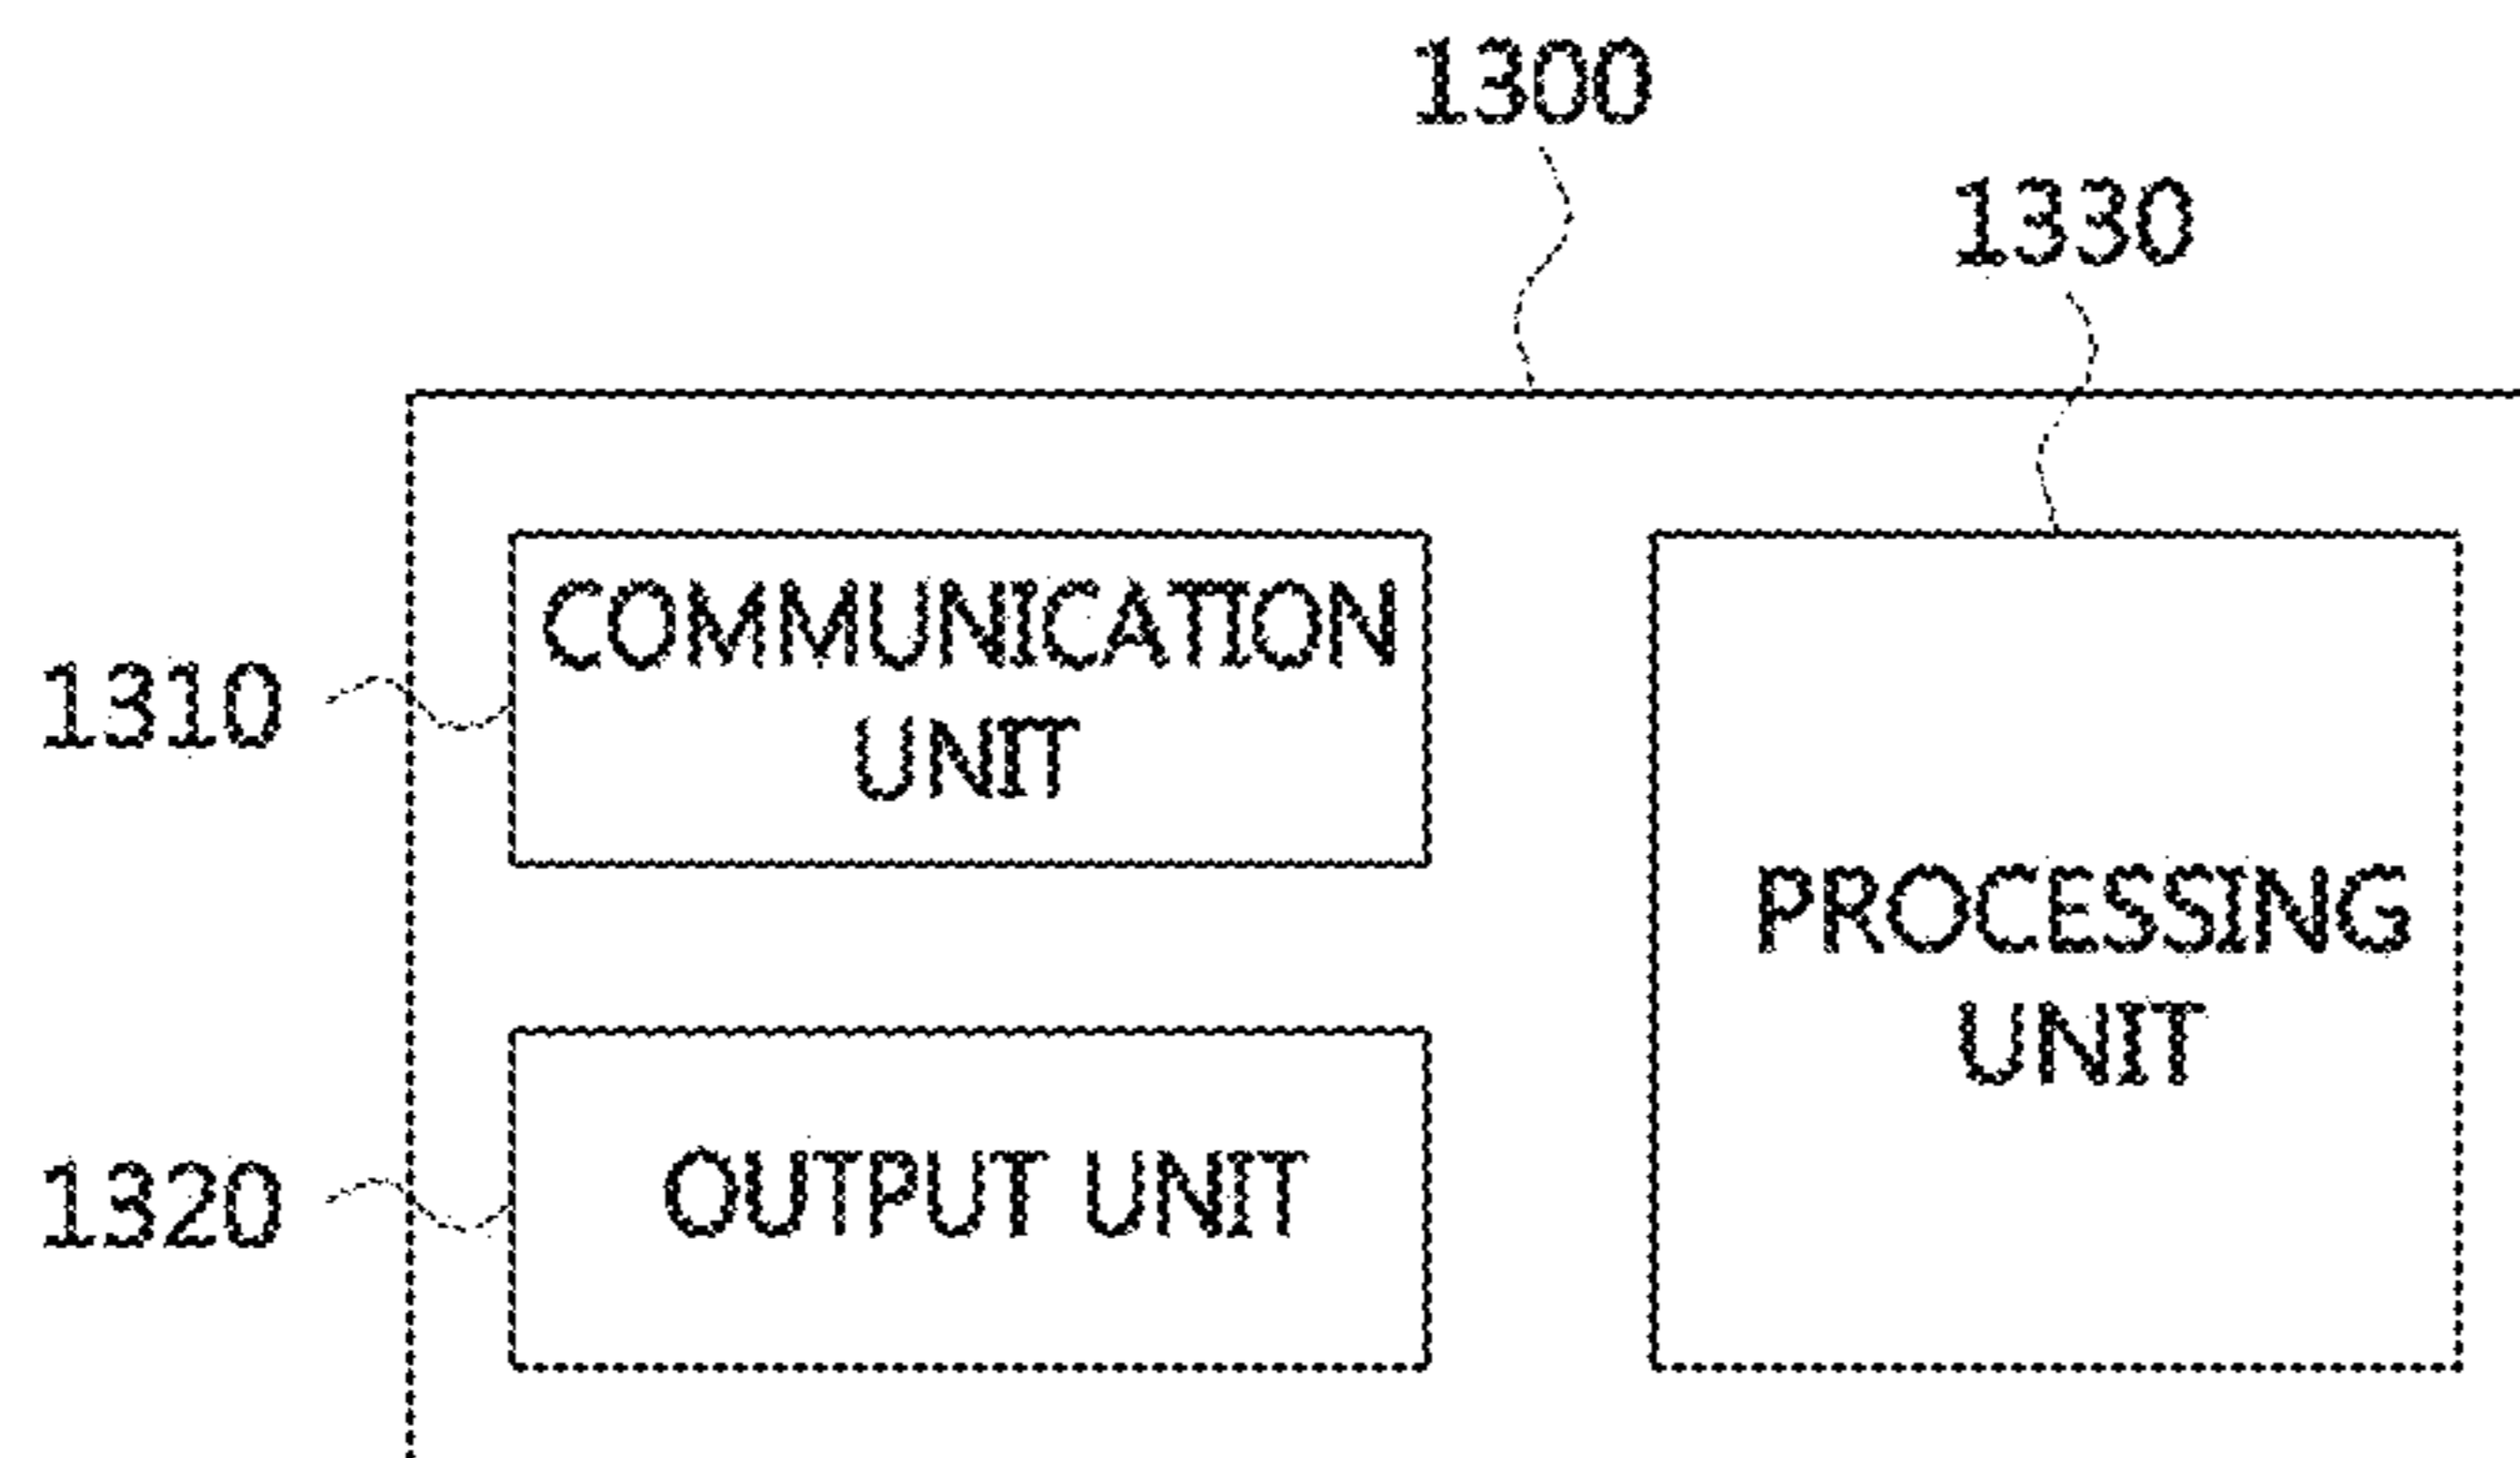 1300
1330
1310
COMMUNICATION
UNIT
PROCESSING
UNIT
1320
OUTPUT UNIT